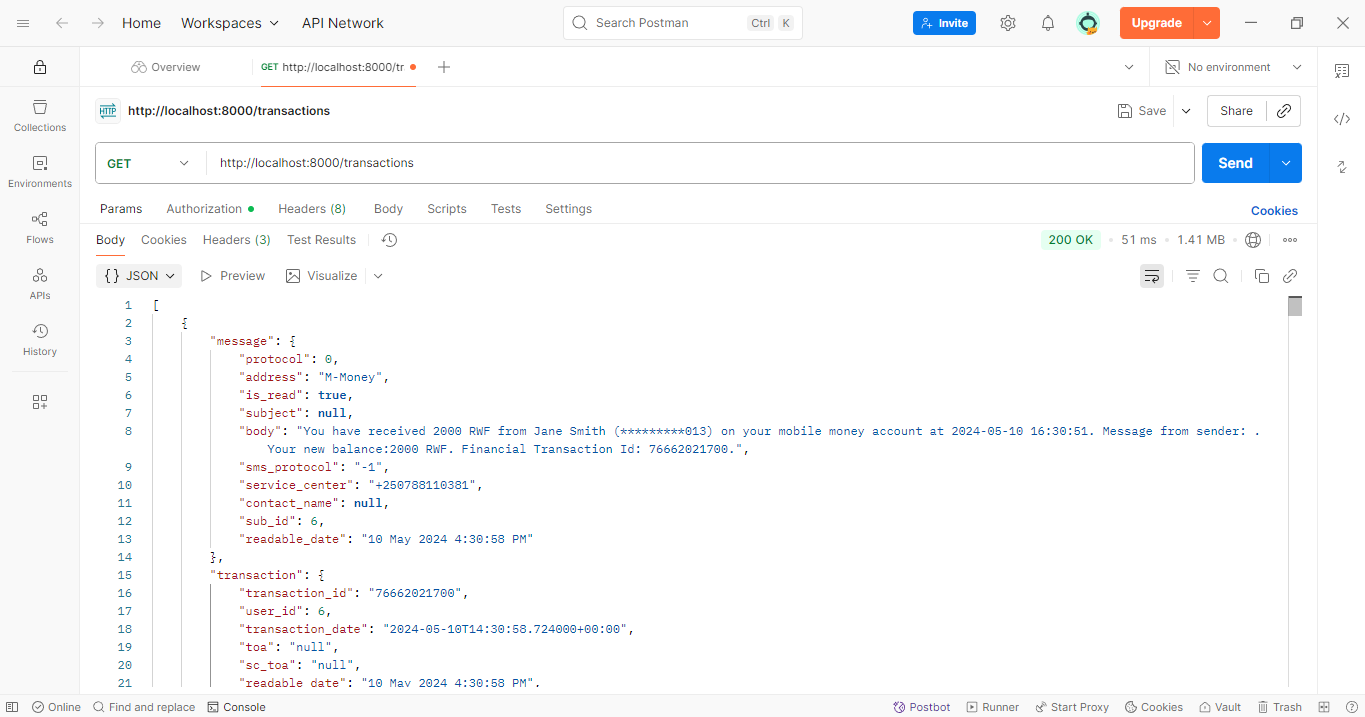 Home Workspaces API Network Search Postman Ctrl K Invite Upgrade
Overview GET http://localhost:8000/tr No environment
HTTP http://localhost:8000/transactions Save Share
GET http://localhost:8000/transactions Send
Params Authorization Headers (8) Body Scripts Tests Settings Cookies
Body Cookies Headers (3) Test Results 200 OK 51 ms 1.41 MB
{} JSON Preview Visualize
Collections
Environments
Flows
APIs
History
1 [
2 {
3 "message": {
4 "protocol": 0,
5 "address": "M-Money",
6 "is_read": true,
7 "subject": null,
8 "body": "You have received 2000 RWF from Jane Smith (*********013) on your mobile money account at 2024-05-10 16:30:51. Message from sender: .
Your new balance:2000 RWF. Financial Transaction Id: 76662021700.",
9 "sms_protocol": "-1",
10 "service_center": "+250788110381",
11 "contact_name": null,
12 "sub_id": 6,
13 "readable_date": "10 May 2024 4:30:58 PM"
14 },
15 "transaction": {
16 "transaction_id": "76662021700",
17 "user_id": 6,
18 "transaction_date": "2024-05-10T14:30:58.724000+00:00",
19 "toa": "null",
20 "sc_toa": "null",
21 "readable_date": "10 May 2024 4:30:58 PM",
Online Find and replace Console Postbot Runner Start Proxy Cookies Vault Trash